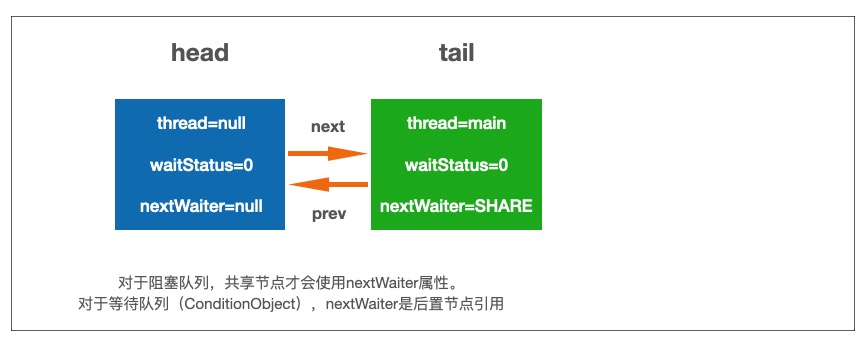 head
tail
thread=null
next
thread=main
waitStatus=0
waitStatus=0
nextWaiter=null
prev
nextWaiter=SHARE
对于阻塞队列，共享节点才会使用nextWaiter属性。
对于等待队列（ConditionObject），nextWaiter是后置节点引用